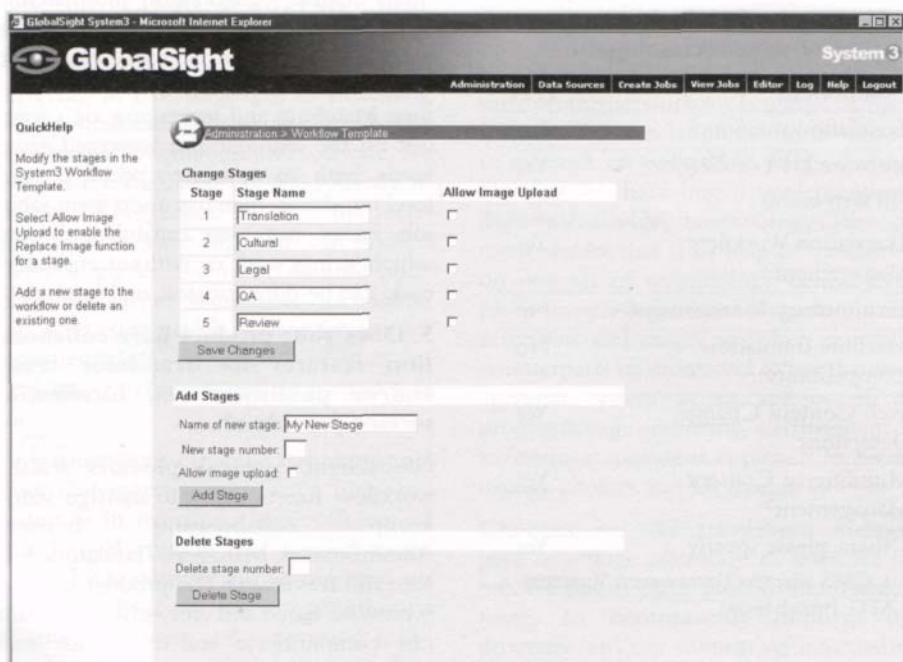 GlobalSight System3 - Microsoft Internet Explorer
GlobalSight
System 3
Administration
Data Sources
Create Jobs
View Jobs
Editor
Log
Help
Logout
QuickHelp
Modify the stages in the
System3 Workflow
Template.
Select Allow Image
Upload to enable the
Replace Image function
for a stage.
Add a new stage to the
workflow or delete an
existing one.
Administration > Workflow Template
Change Stages
Stage Stage Name Allow Image Upload
1 Translation
2 Cultural
3 Legal
4 QA
5 Review
Save Changes
Add Stages
Name of new stage: My New Stage
New stage number:
Allow image upload:
Add Stage
Delete Stages
Delete stage number:
Delete Stage